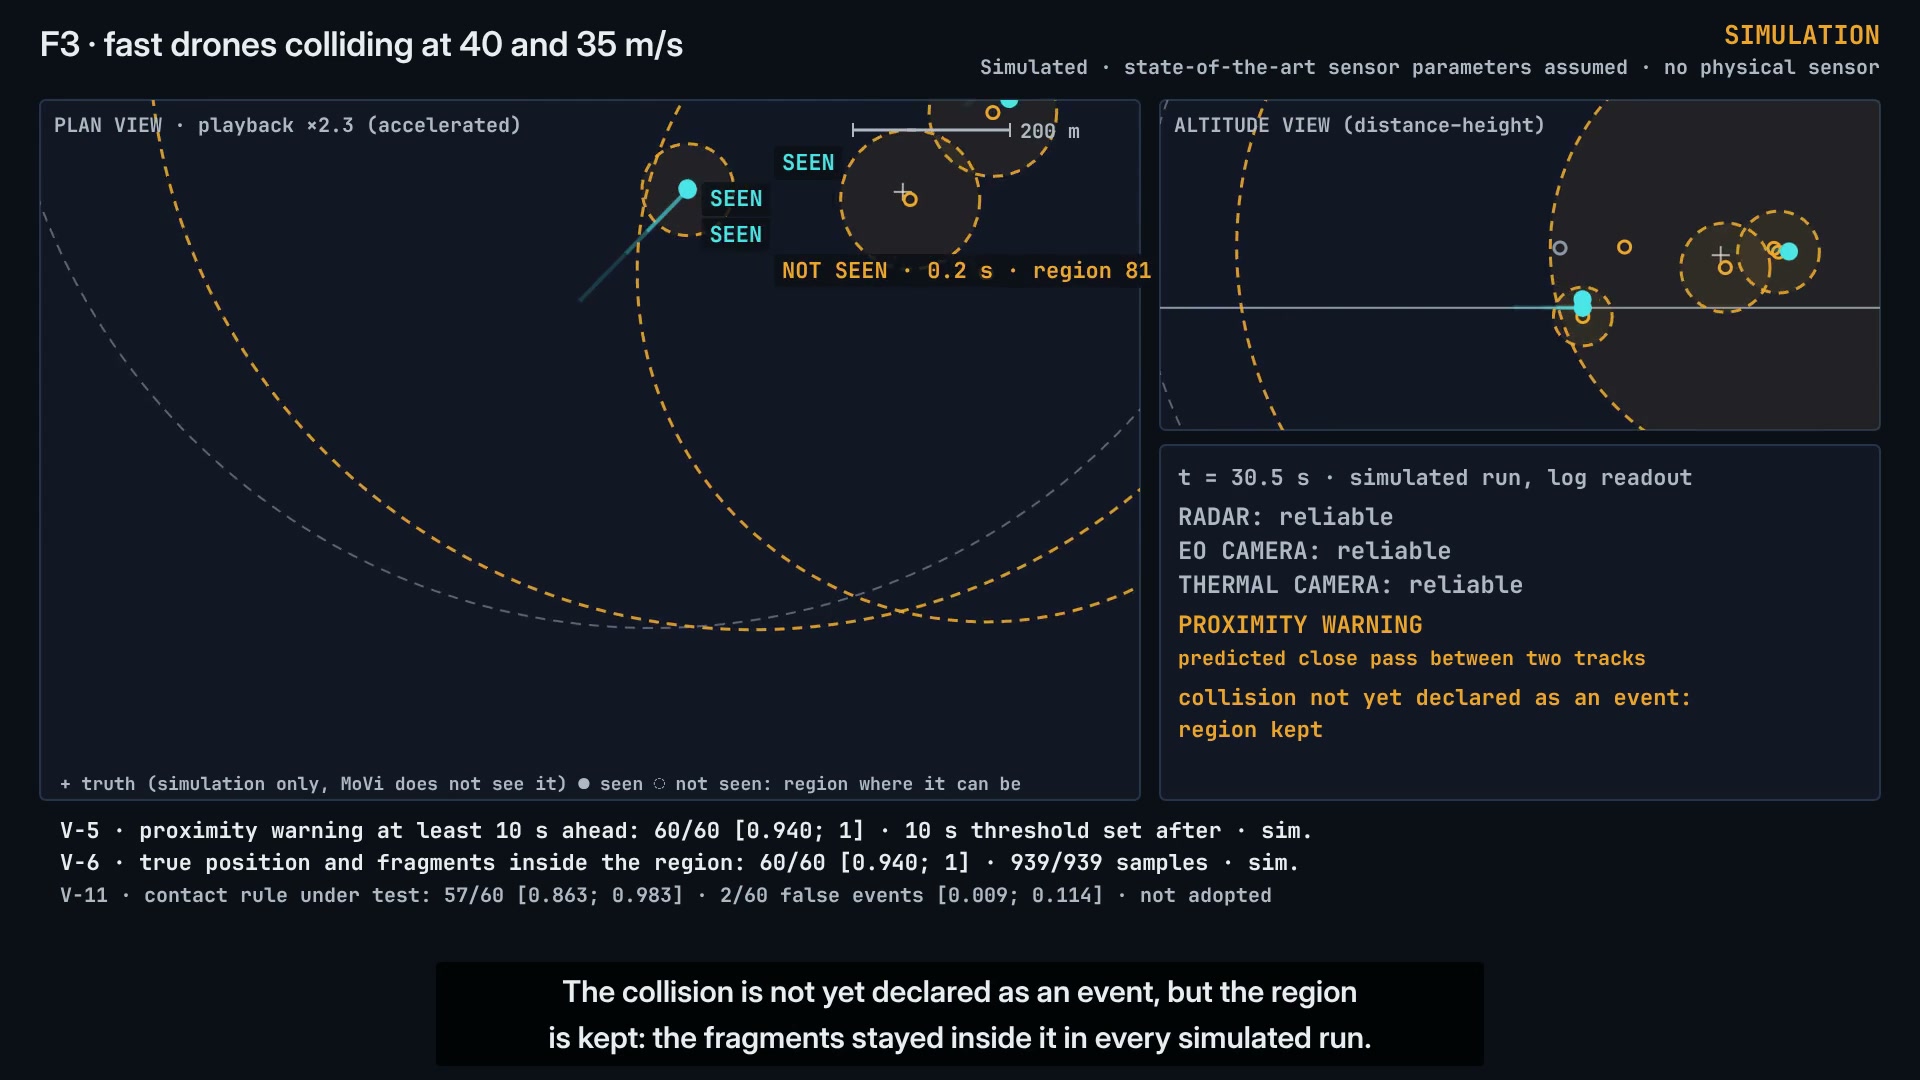 F3 · fast drones colliding at 40 and 35 m/s
SIMULATION
Simulated · state-of-the-art sensor parameters assumed · no physical sensor
PLAN VIEW · playback ×2.3 (accelerated)
200 m
SEEN
SEEN
SEEN
NOT SEEN · 0.2 s · region 81
+ truth (simulation only, MoVi does not see it) ● seen ◌ not seen: region where it can be
ALTITUDE VIEW (distance-height)
t = 30.5 s · simulated run, log readout
RADAR: reliable
EO CAMERA: reliable
THERMAL CAMERA: reliable
PROXIMITY WARNING
predicted close pass between two tracks
collision not yet declared as an event:
region kept
V-5 · proximity warning at least 10 s ahead: 60/60 [0.940; 1] · 10 s threshold set after · sim.
V-6 · true position and fragments inside the region: 60/60 [0.940; 1] · 939/939 samples · sim.
V-11 · contact rule under test: 57/60 [0.863; 0.983] · 2/60 false events [0.009; 0.114] · not adopted
The collision is not yet declared as an event, but the region
is kept: the fragments stayed inside it in every simulated run.